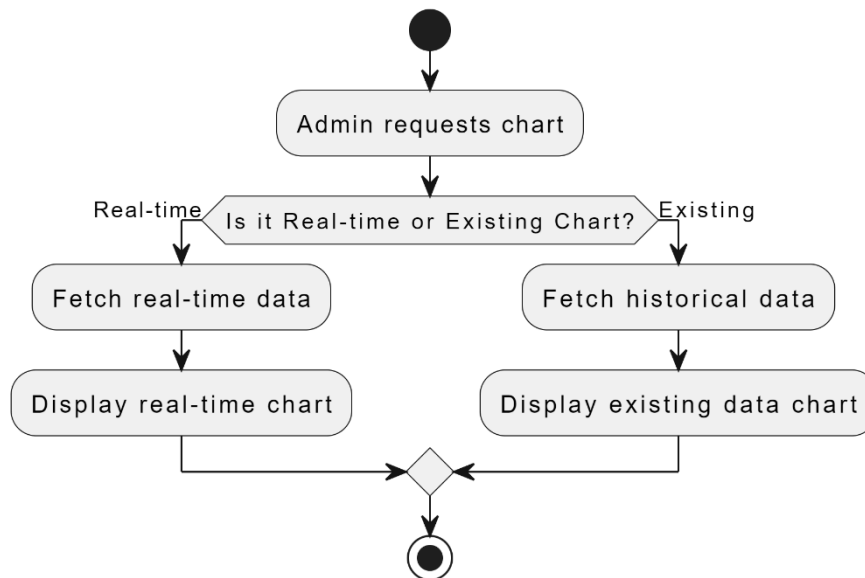 Admin requests chart
Real-time
Is it Real-time or Existing Chart?
Existing
Fetch real-time data
Fetch historical data
Display real-time chart
Display existing data chart